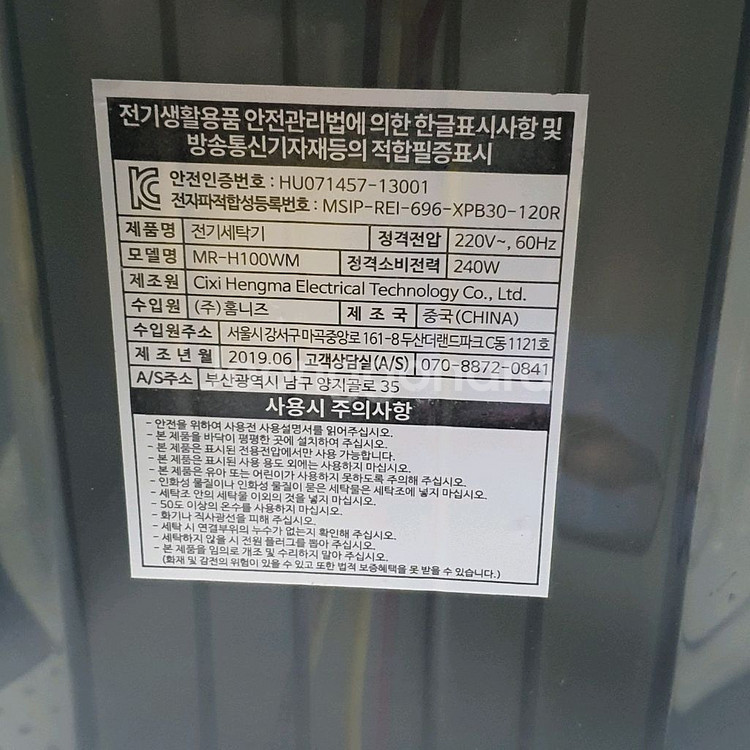 전기생활용품 안전관리법에 의한 한글표시사항 및
방송통신기자재등의 적합필증표시
안전인증번호 : HU071457-13001
전자파적합성등록번호 : MSIP-REI-696-XPB30-120R
제품명 전기세탁기 정격전압 220V~, 60Hz
모델명 MR-H100WM 정격소비전력 240W
제조원 Cixi Hengma Electrical Technology Co., Ltd.
수입원 (주)홈니즈 제조국 중국(CHINA)
수입원주소 서울시 강서구 마곡중앙로 161-8 두산더랜드파크 C동 1121호
제조년월 2019.06 고객상담실(A/S) 070-8872-0841
A/S주소 부산광역시 남구 양지골로 35
사용시 주의사항
- 안전을 위하여 사용전 사용설명서를 읽어주십시오.
- 본 제품을 바닥이 평평한 곳에 설치하여 주십시오.
- 본 제품은 표시된 전용전압에서만 사용 가능합니다.
- 본 제품은 표시된 사용 용도 외에는 사용하지 마십시오.
- 본 제품은 유아 또는 어린이가 사용하지 못하도록 주의해 주십시오.
- 인화성 물질이나 인화성 물질이 묻은 세탁물은 세탁조에 넣지 마십시오.
- 세탁조 안의 세탁물 이외의 것을 넣지 마십시오.
- 50도 이상의 온수를 사용하지 마십시오.
- 화기나 직사광선을 피해 주십시오.
- 세탁 시 연결부위의 누수가 없는지 확인해 주십시오.
- 세탁하지 않을 시 전원 플러그를 뽑아 주십시오.
- 본 제품을 임의로 개조 및 수리하지 말아 주십시오.
(화재 및 감전의 위험이 있을 수 있고 또한 법적 보증혜택을 못 받을 수 있습니다.)